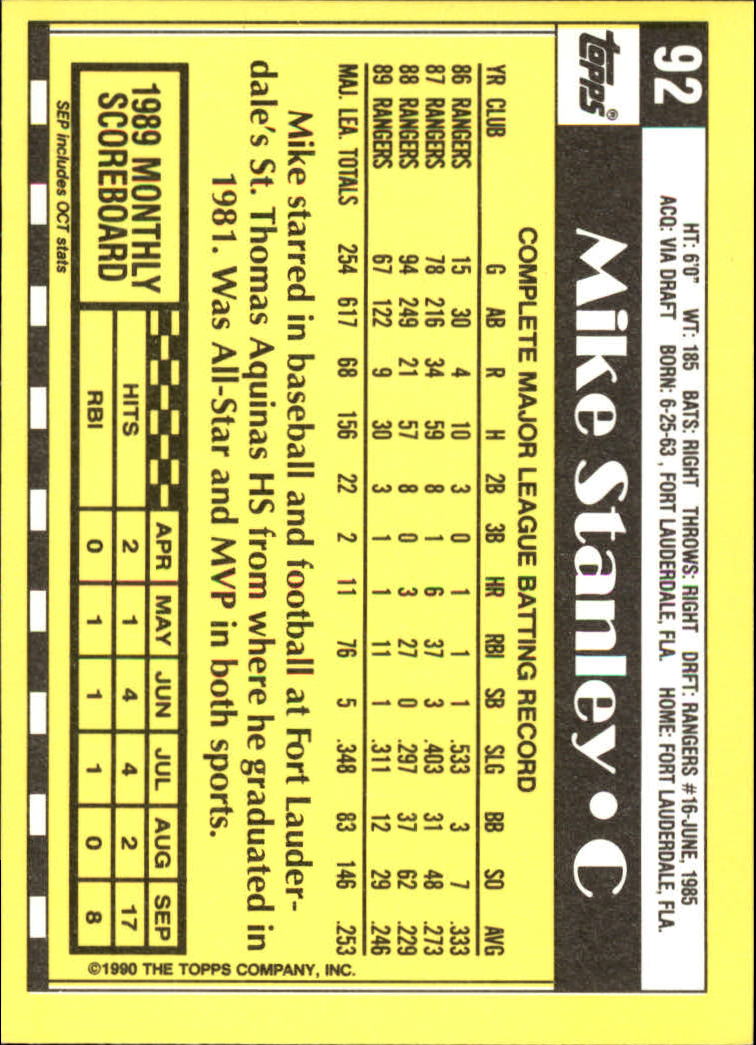 92
topps®
HT: 6'0" WT: 185 BATS: RIGHT THROWS: RIGHT DRFT: RANGERS #16-JUNE, 1985
ACQ: VIA DRAFT BORN: 6-25-63, FORT LAUDERDALE, FLA. HOME: FORT LAUDERDALE, FLA.
Mike Stanley • C
COMPLETE MAJOR LEAGUE BATTING RECORD
YR CLUB G AB R H 2B 3B HR RBI SB SLG BB SO AVG
86 RANGERS 15 30 4 10 3 0 1 1 1 .533 3 7 .333
87 RANGERS 78 216 34 59 8 1 6 37 3 .403 31 48 .273
88 RANGERS 94 249 21 57 8 0 3 27 0 .297 37 62 .229
89 RANGERS 67 122 9 30 3 1 1 11 1 .311 12 29 .246
MAJ. LEA. TOTALS 254 617 68 156 22 2 11 76 5 .348 83 146 .253
Mike starred in baseball and football at Fort Lauder-
dale's St. Thomas Aquinas HS from where he graduated in
1981. Was All-Star and MVP in both sports.
1989 MONTHLY
SCOREBOARD
APR MAY JUN JUL AUG SEP
HITS 2 1 4 4 2 17
RBI 0 1 1 1 0 8
SEP includes OCT stats
©1990 THE TOPPS COMPANY, INC.